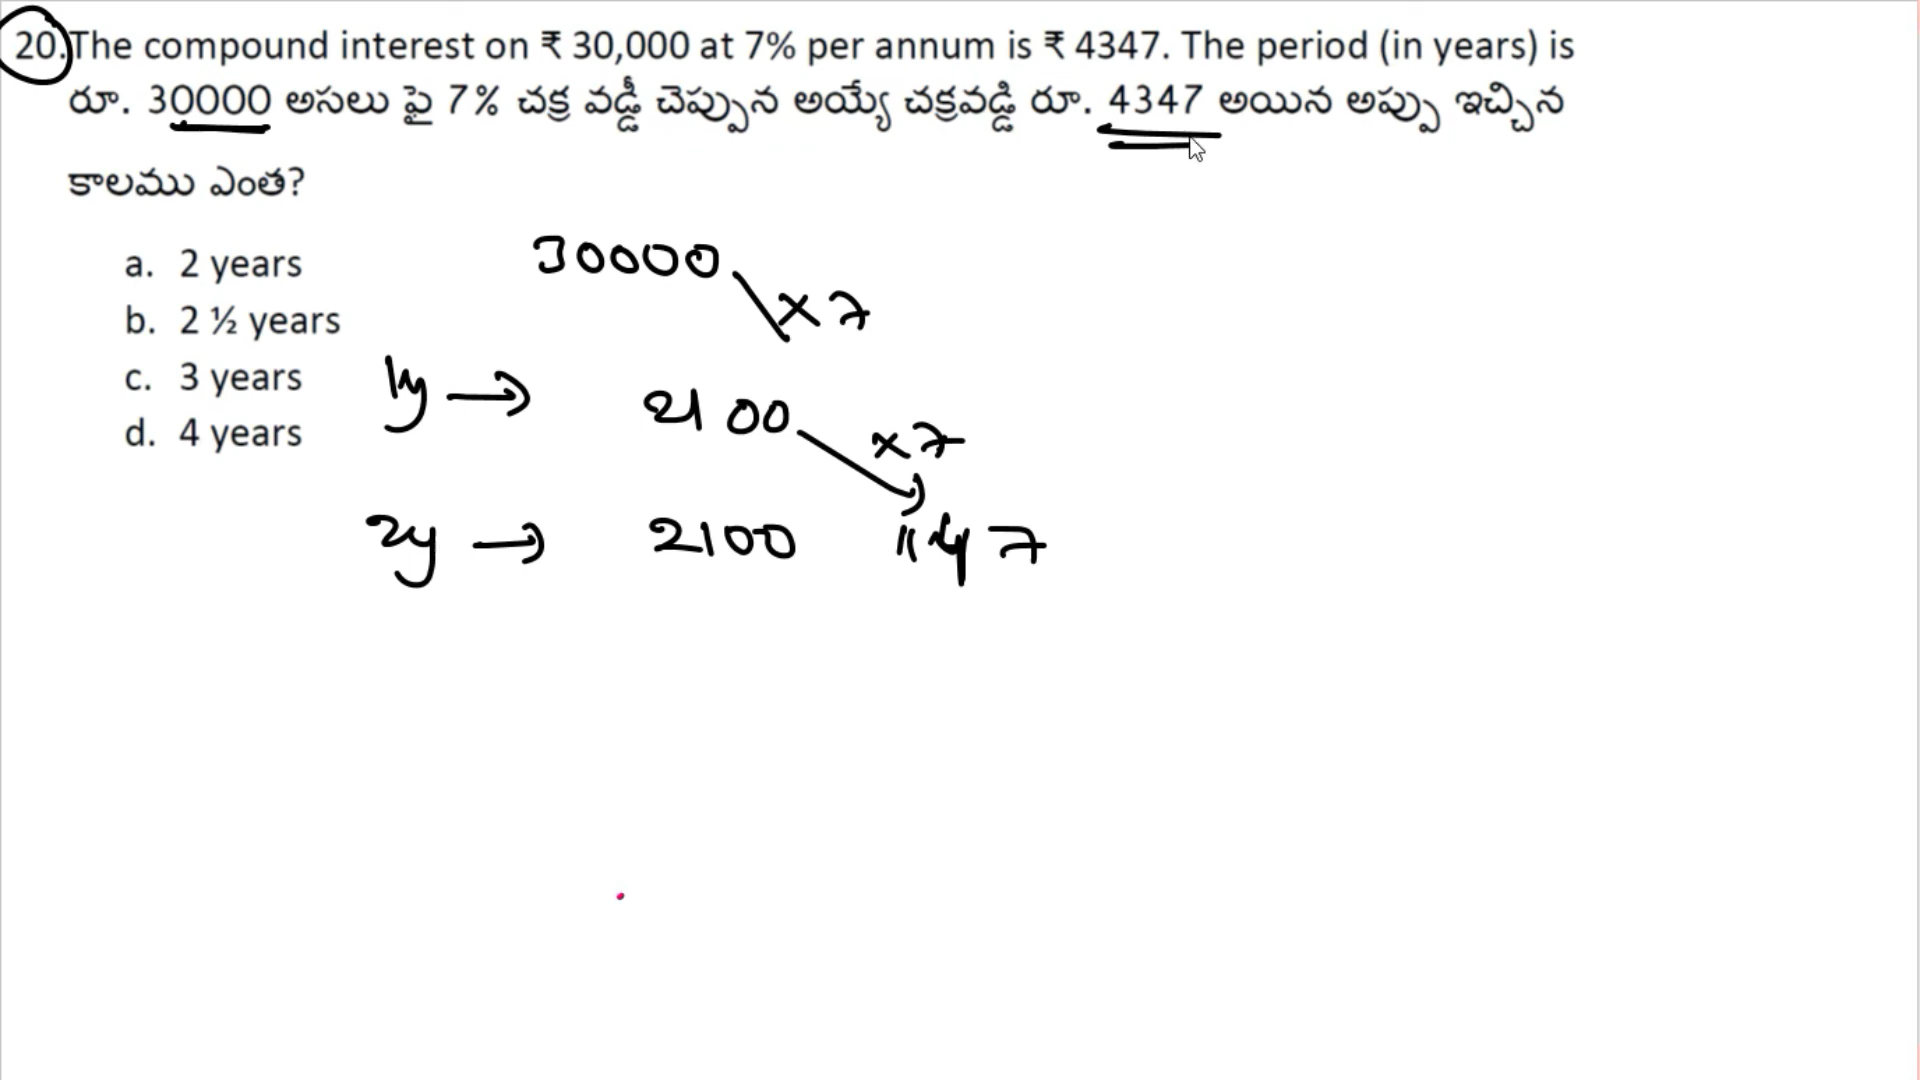 20. The compound interest on ₹ 30,000 at 7% per annum is ₹ 4347. The period (in years) is
రూ. 30000 అసలు పై 7% చక్ర వడ్డీ చెప్పున అయ్యే చక్రవడ్డి రూ. 4347 అయిన అప్పు ఇచ్చిన
కాలము ఎంత?
a. 2 years
b. 2 ½ years
c. 3 years
d. 4 years
30000
×7
1y → 2100
×7
2y → 2100 147